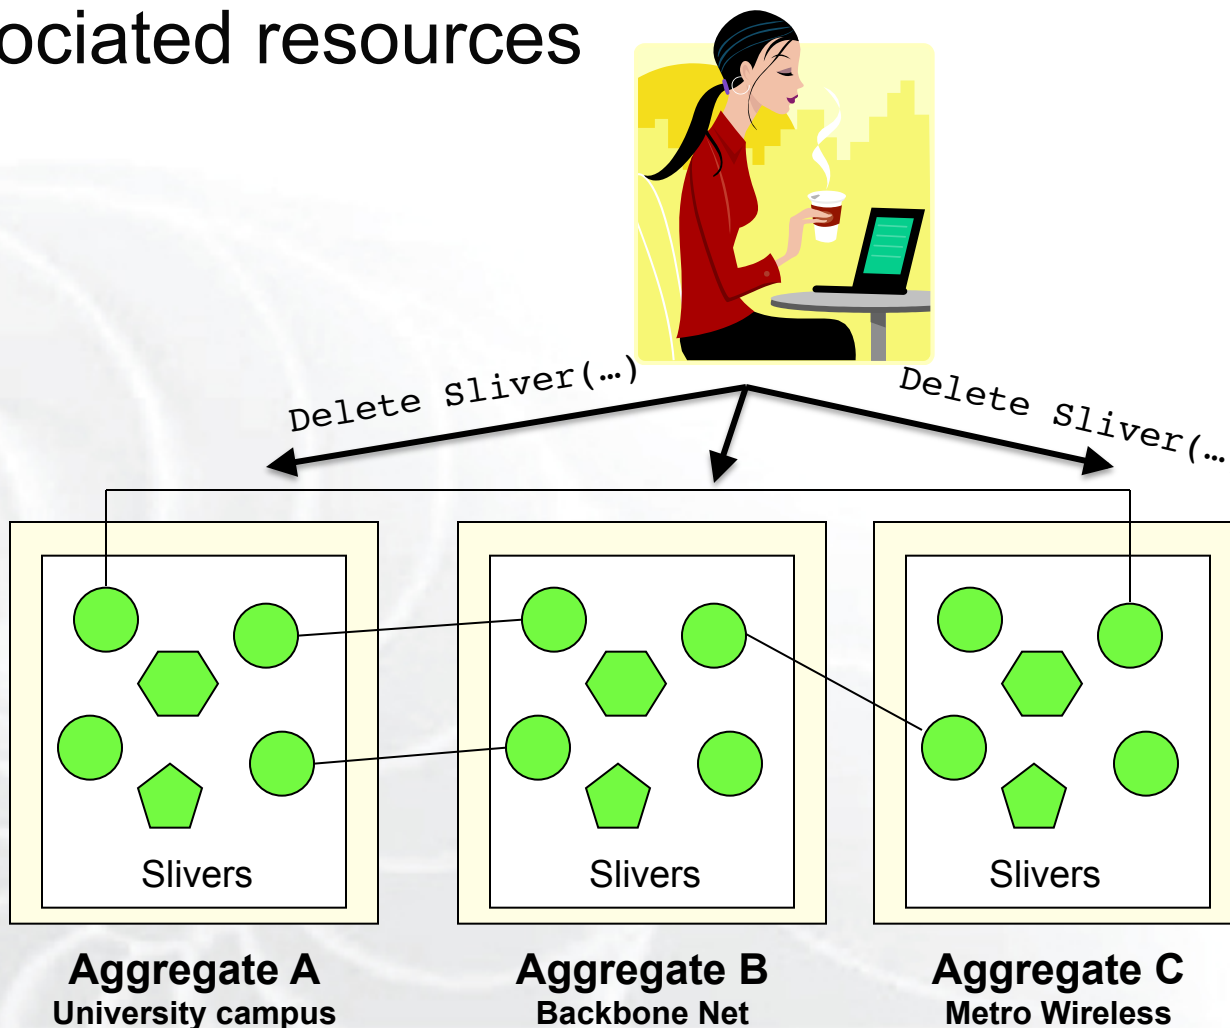 ociated resources
Delete Sliver(…)
Delete Sliver(…
Slivers
Slivers
Slivers
Aggregate A
University campus
Aggregate B
Backbone Net
Aggregate C
Metro Wireless